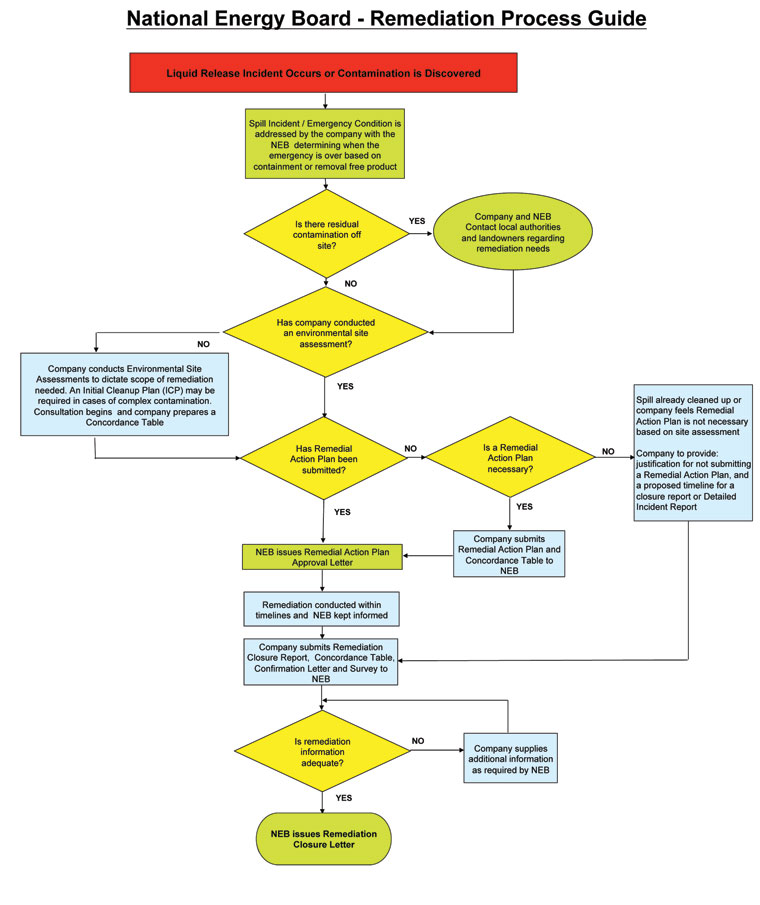 National Energy Board - Remediation Process Guide
Liquid Release Incident Occurs or Contamination is Discovered
Spill Incident / Emergency Condition is
addressed by the company with the
NEB determining when the
emergency is over based on
containment or removal free product
Is there residual
contamination off
site?
YES
Company and NEB
Contact local authorities
and landowners regarding
remediation needs
NO
Has company conducted
an environmental site
assessment?
NO
Company conducts Environmental Site
Assessments to dictate scope of remediation
needed. An Initial Cleanup Plan (ICP) may be
required in cases of complex contamination.
Consultation begins and company prepares a
Concordance Table
YES
Has Remedial
Action Plan been
submitted?
NO
Is a Remedial
Action Plan
necessary?
NO
Spill already cleaned up or
company feels Remedial
Action Plan is not necessary
based on site assessment
Company to provide:
justification for not submitting
a Remedial Action Plan, and
a proposed timeline for a
closure report or Detailed
Incident Report
YES
YES
Company submits
Remedial Action Plan and
Concordance Table to
NEB
NEB issues Remedial Action Plan
Approval Letter
Remediation conducted within
timelines and NEB kept informed
Company submits Remediation
Closure Report, Concordance Table,
Confirmation Letter and Survey to
NEB
Is remediation
information
adequate?
NO
Company supplies
additional information
as required by NEB
YES
NEB issues Remediation
Closure Letter